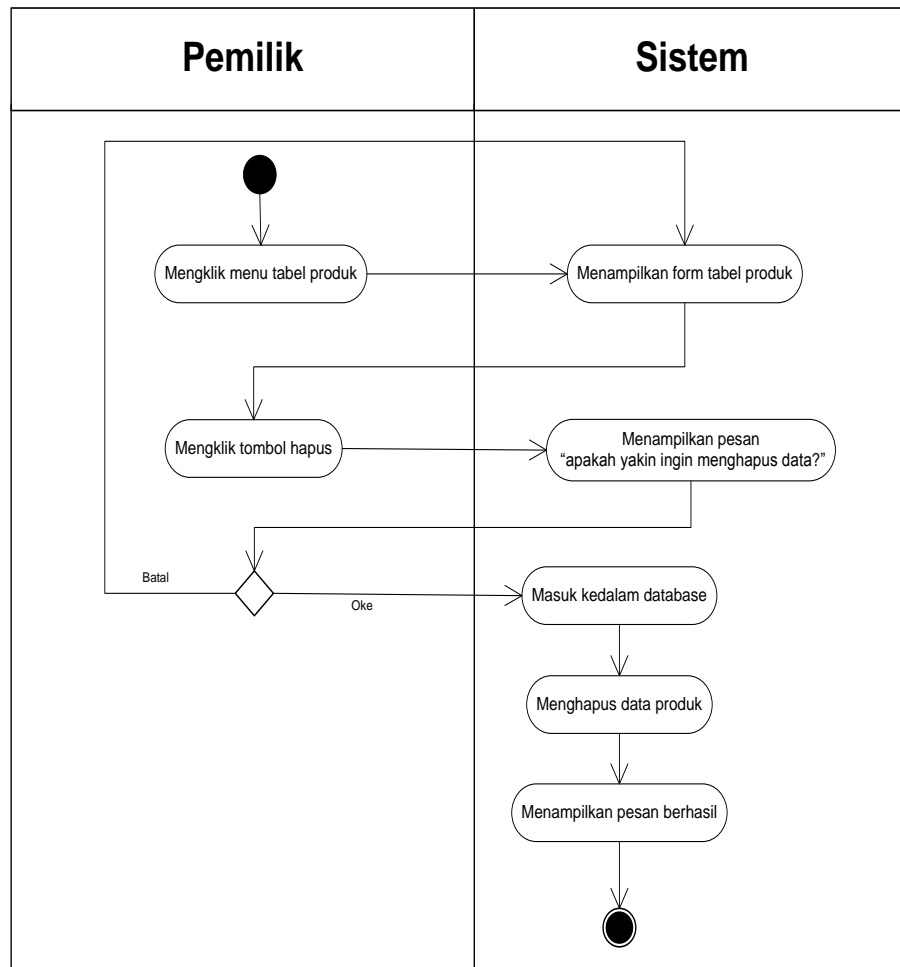 Pemilik
Sistem
Mengklik menu tabel produk
Menampilkan form tabel produk
Mengklik tombol hapus
Menampilkan pesan
“apakah yakin ingin menghapus data?”
Batal
Oke
Masuk kedalam database
Menghapus data produk
Menampilkan pesan berhasil